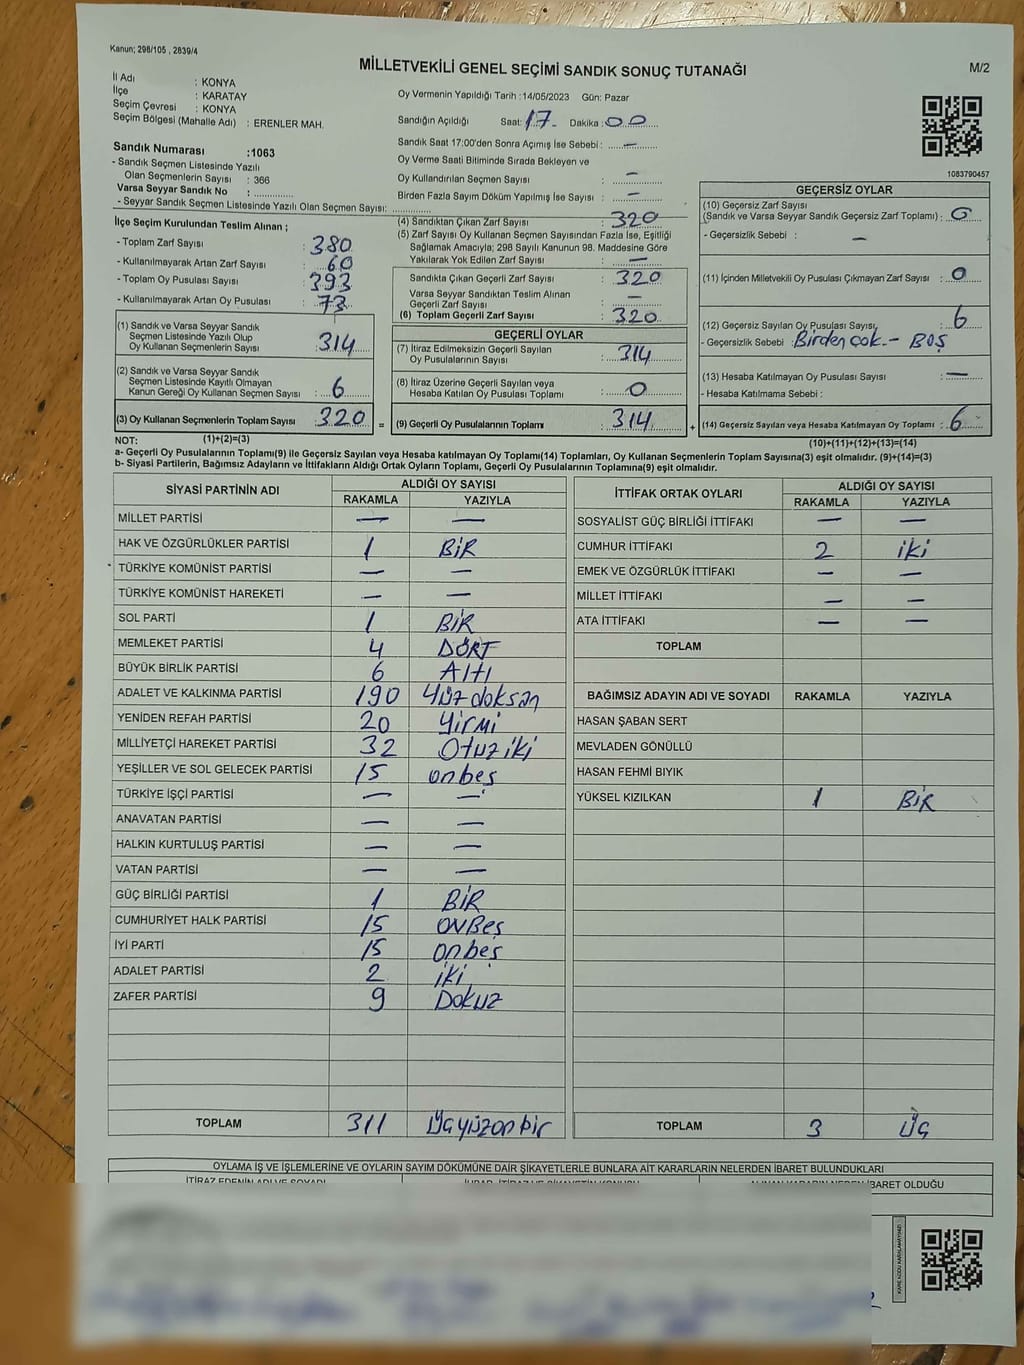 Kanun; 298/105 , 2839/4
MİLLETVEKİLİ GENEL SEÇİMİ SANDIK SONUÇ TUTANAĞI
M/2
İl Adı : KONYA
İlçe : KARATAY
Seçim Çevresi : KONYA
Seçim Bölgesi (Mahalle Adı) : ERENLER MAH.
Sandık Numarası :1063
- Sandık Seçmen Listesinde Yazılı
Olan Seçmenlerin Sayısı : 366
Varsa Seyyar Sandık No :
- Seyyar Sandık Seçmen Listesinde Yazılı Olan Seçmen Sayısı:
Oy Vermenin Yapıldığı Tarih :14/05/2023 Gün: Pazar
Sandığın Açıldığı Saat: 17 Dakika : 00
Sandık Saat 17:00'den Sonra Açımış İse Sebebi : —
Oy Verme Saati Bitiminde Sırada Bekleyen ve
Oy Kullandırılan Seçmen Sayısı : —
Birden Fazla Sayım Döküm Yapılmış İse Sayısı : —
1083790457
İlçe Seçim Kurulundan Teslim Alınan ;
- Toplam Zarf Sayısı : 380
- Kullanılmayarak Artan Zarf Sayısı : 60
- Toplam Oy Pusulası Sayısı : 393
- Kullanılmayarak Artan Oy Pusulası : 73
(1) Sandık ve Varsa Seyyar Sandık
Seçmen Listesinde Yazılı Olup
Oy Kullanan Seçmenlerin Sayısı : 314
(2) Sandık ve Varsa Seyyar Sandık
Seçmen Listesinde Kayıtlı Olmayan
Kanun Gereği Oy Kullanan Seçmen Sayısı : 6
(3) Oy Kullanan Seçmenlerin Toplam Sayısı 320 =
(4) Sandıktan Çıkan Zarf Sayısı : 320
(5) Zarf Sayısı Oy Kullanan Seçmen Sayısından Fazla İse, Eşitliği
Sağlamak Amacıyla; 298 Sayılı Kanunun 98. Maddesine Göre
Yakılarak Yok Edilen Zarf Sayısı : —
Sandıkta Çıkan Geçerli Zarf Sayısı : 320
Varsa Seyyar Sandıktan Teslim Alınan
Geçerli Zarf Sayısı : —
(6) Toplam Geçerli Zarf Sayısı : 320
GEÇERLİ OYLAR
(7) İtiraz Edilmeksizin Geçerli Sayılan
Oy Pusulalarının Sayısı : 314
(8) İtiraz Üzerine Geçerli Sayılan veya
Hesaba Katılan Oy Pusulası Toplamı : 0
(9) Geçerli Oy Pusulalarının Toplamı : 314 +
GEÇERSİZ OYLAR
(10) Geçersiz Zarf Sayısı
(Sandık ve Varsa Seyyar Sandık Geçersiz Zarf Toplamı) :
- Geçersizlik Sebebi : —
(11) İçinden Milletvekili Oy Pusulası Çıkmayan Zarf Sayısı : 0
(12) Geçersiz Sayılan Oy Pusulası Sayısı : 6
- Geçersizlik Sebebi : Birden çok - BOŞ
(13) Hesaba Katılmayan Oy Pusulası Sayısı : —
- Hesaba Katılmama Sebebi :
(14) Geçersiz Sayılan veya Hesaba Katılmayan Oy Toplamı : 6
NOT: (1)+(2)=(3) (10)+(11)+(12)+(13)=(14)
a- Geçerli Oy Pusulasının Toplamı(9) ile Geçersiz Sayılan veya Hesaba katılmayan Oy Toplamı(14) Toplamları, Oy Kullanan Seçmenlerin Toplam Sayısına(3) eşit olmalıdır. (9)+(14)=(3)
b- Siyasi Partilerin, Bağımsız Adayların ve İttifakların Aldığı Ortak Oyların Toplamı, Geçerli Oy Pusulalarının Toplamına(9) eşit olmalıdır.
SİYASİ PARTİNİN ADI ALDIĞI OY SAYISI
RAKAMLA YAZIYLA
MİLLET PARTİSİ — —
HAK VE ÖZGÜRLÜKLER PARTİSİ 1 BİR
TÜRKİYE KOMÜNİST PARTİSİ — —
TÜRKİYE KOMÜNİST HAREKETİ — —
SOL PARTİ 1 BİR
MEMLEKET PARTİSİ 4 DÖRT
BÜYÜK BİRLİK PARTİSİ 6 Altı
ADALET VE KALKINMA PARTİSİ 190 Yüz doksan
YENİDEN REFAH PARTİSİ 20 Yirmi
MİLLİYETÇİ HAREKET PARTİSİ 32 Otuz iki
YEŞİLLER VE SOL GELECEK PARTİSİ 15 onbeş
TÜRKİYE İŞÇİ PARTİSİ — —
ANAVATAN PARTİSİ — —
HALKIN KURTULUŞ PARTİSİ — —
VATAN PARTİSİ — —
GÜÇ BİRLİĞİ PARTİSİ 1 BİR
CUMHURİYET HALK PARTİSİ 15 ONBeş
İYİ PARTİ 15 onbeş
ADALET PARTİSİ 2 iki
ZAFER PARTİSİ 9 Dokuz
TOPLAM 311 Üçyüzonbir
İTTİFAK ORTAK OYLARI ALDIĞI OY SAYISI
RAKAMLA YAZIYLA
SOSYALİST GÜÇ BİRLİĞİ İTTİFAKI — —
CUMHUR İTTİFAKI 2 iki
EMEK VE ÖZGÜRLÜK İTTİFAKI — —
MİLLET İTTİFAKI — —
ATA İTTİFAKI — —
TOPLAM
BAĞIMSIZ ADAYIN ADI VE SOYADI RAKAMLA YAZIYLA
HASAN ŞABAN SERT
MEVLADEN GÖNÜLLÜ
HASAN FEHMİ BIYIK
YÜKSEL KIZILKAN 1 BİR
TOPLAM 3 Üç
OYLAMA İŞ VE İŞLEMLERİNE VE OYLARIN SAYIM DÖKÜMÜNE DAİR ŞİKAYETLERLE BUNLARA AİT KARARLARIN NELERDEN İBARET BULUNDUKLARI
İTİRAZ EDENİN ADI VE SOYADI ALINAN KARARIN NEDEN İBARET OLDUĞU